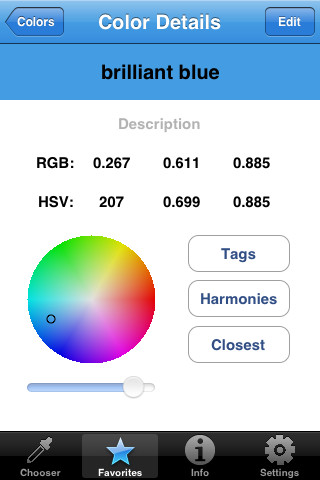 Colors Color Details Edit
brilliant blue
Description
RGB: 0.267 0.611 0.885
HSV: 207 0.699 0.885
Tags
Harmonies
Closest
Chooser Favorites Info Settings